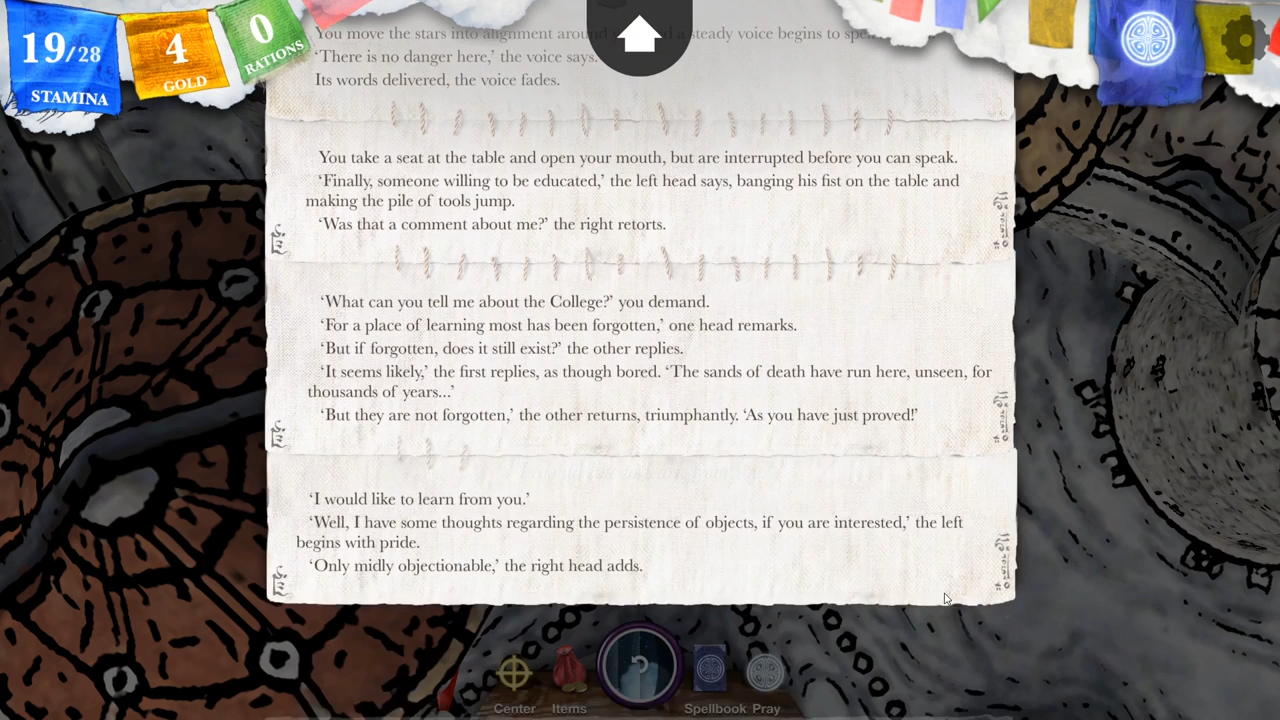 19/28
STAMINA
4
GOLD
0
RATIONS
You move the stars into alignment around a steady voice begins to
‘There is no danger here,’ the voice says.
Its words delivered, the voice fades.
You take a seat at the table and open your mouth, but are interrupted before you can speak.
‘Finally, someone willing to be educated,’ the left head says, banging his fist on the table and
making the pile of tools jump.
‘Was that a comment about me?’ the right retorts.
‘What can you tell me about the College?’ you demand.
‘For a place of learning most has been forgotten,’ one head remarks.
‘But if forgotten, does it still exist?’ the other replies.
‘It seems likely,’ the first replies, as though bored. ‘The sands of death have run here, unseen, for
thousands of years...’
‘But they are not forgotten,’ the other returns, triumphantly. ‘As you have just proved!’
‘I would like to learn from you.’
‘Well, I have some thoughts regarding the persistence of objects, if you are interested,’ the left
begins with pride.
‘Only midly objectionable,’ the right head adds.
Center
Items
Spellbook
Pray